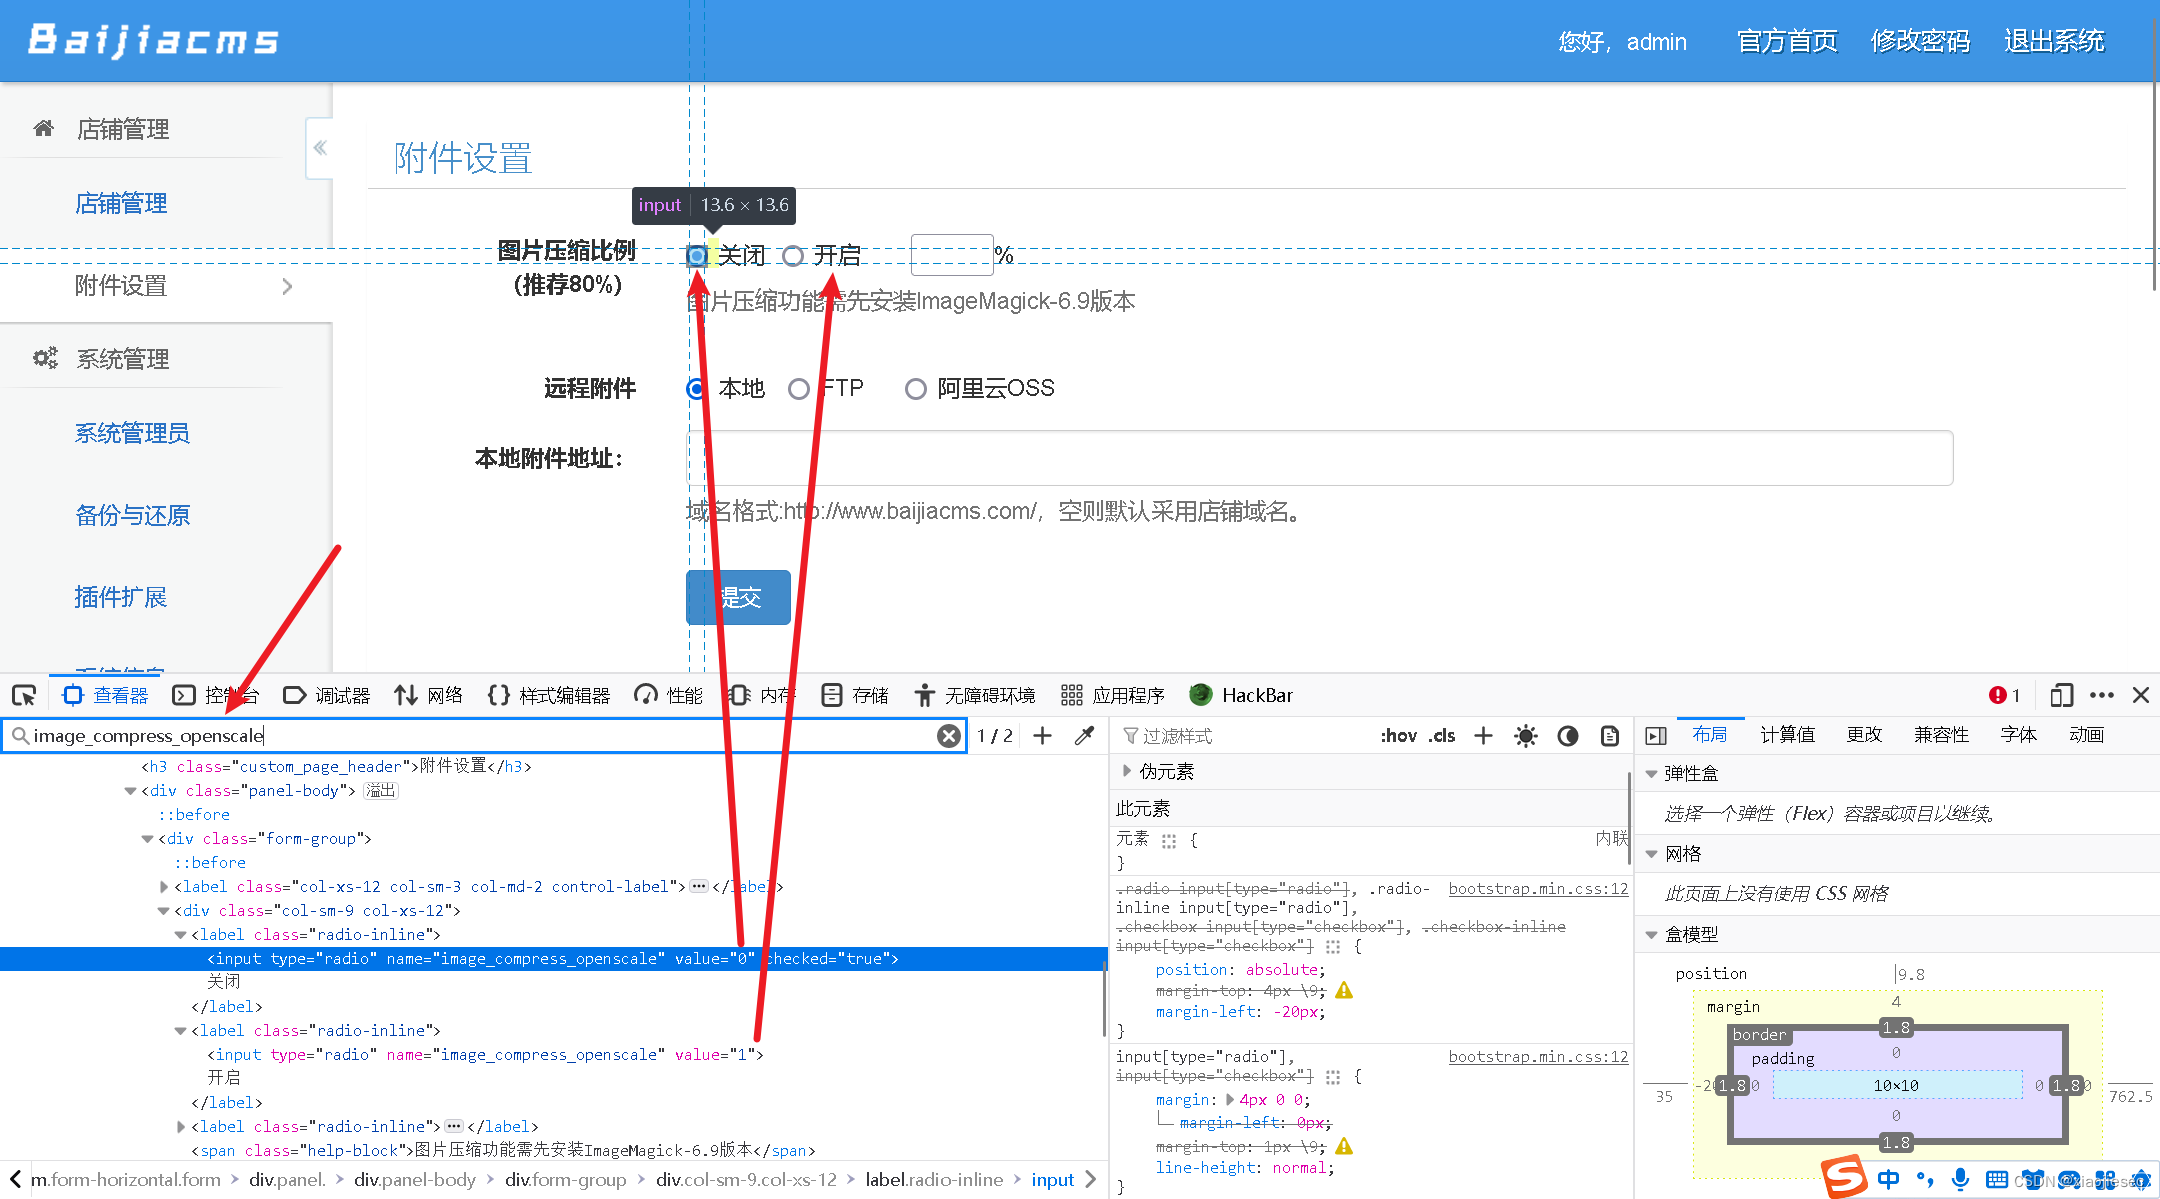 Baijiacms
您好，admin 官方首页 修改密码 退出系统
店铺管理
店铺管理
附件设置
系统管理
系统管理员
备份与还原
插件扩展
附件设置
input 13.6 × 13.6
图片压缩比例
(推荐80%)
关闭 开启 %
图片压缩功能需先安装ImageMagick-6.9版本
远程附件 本地 FTP 阿里云OSS
本地附件地址：
域名格式:http://www.baijiacms.com/，空则默认采用店铺域名。
提交
查看器 控制台 调试器 网络 样式编辑器 性能 内存 存储 无障碍环境 应用程序 HackBar 1
image_compress_openscale 1 / 2
<h3 class="custom_page_header">附件设置</h3>
<div class="panel-body"> 溢出
::before
<div class="form-group">
::before
<label class="col-xs-12 col-sm-3 col-md-2 control-label"> ••• </label>
<div class="col-sm-9 col-xs-12">
<label class="radio-inline">
<input type="radio" name="image_compress_openscale" value="0" checked="true">
关闭
</label>
<label class="radio-inline">
<input type="radio" name="image_compress_openscale" value="1">
开启
</label>
<label class="radio-inline"> ••• </label>
<span class="help-block">图片压缩功能需先安装ImageMagick-6.9版本</span>
m.form-horizontal.form > div.panel. > div.panel-body > div.form-group > div.col-sm-9.col-xs-12 > label.radio-inline > input
过滤样式 :hov .cls
伪元素
此元素
元素 { 内联
}
.radio input[type="radio"], .radio- bootstrap.min.css:12
inline input[type="radio"],
.checkbox input[type="checkbox"], .checkbox-inline
input[type="checkbox"] {
position: absolute;
margin-top: 4px \9;
margin-left: -20px;
}
input[type="radio"], bootstrap.min.css:12
input[type="checkbox"] {
margin: 4px 0 0;
margin-left: 0px;
margin-top: 1px \9;
line-height: normal;
}
布局 计算值 更改 兼容性 字体 动画
弹性盒
选择一个弹性（Flex）容器或项目以继续。
网格
此页面上没有使用 CSS 网格
盒模型
position 9.8
margin 4
border 1.8
padding 0
35 1.8 0 10×10 0 1.8 0 762.5
0
1.8
中